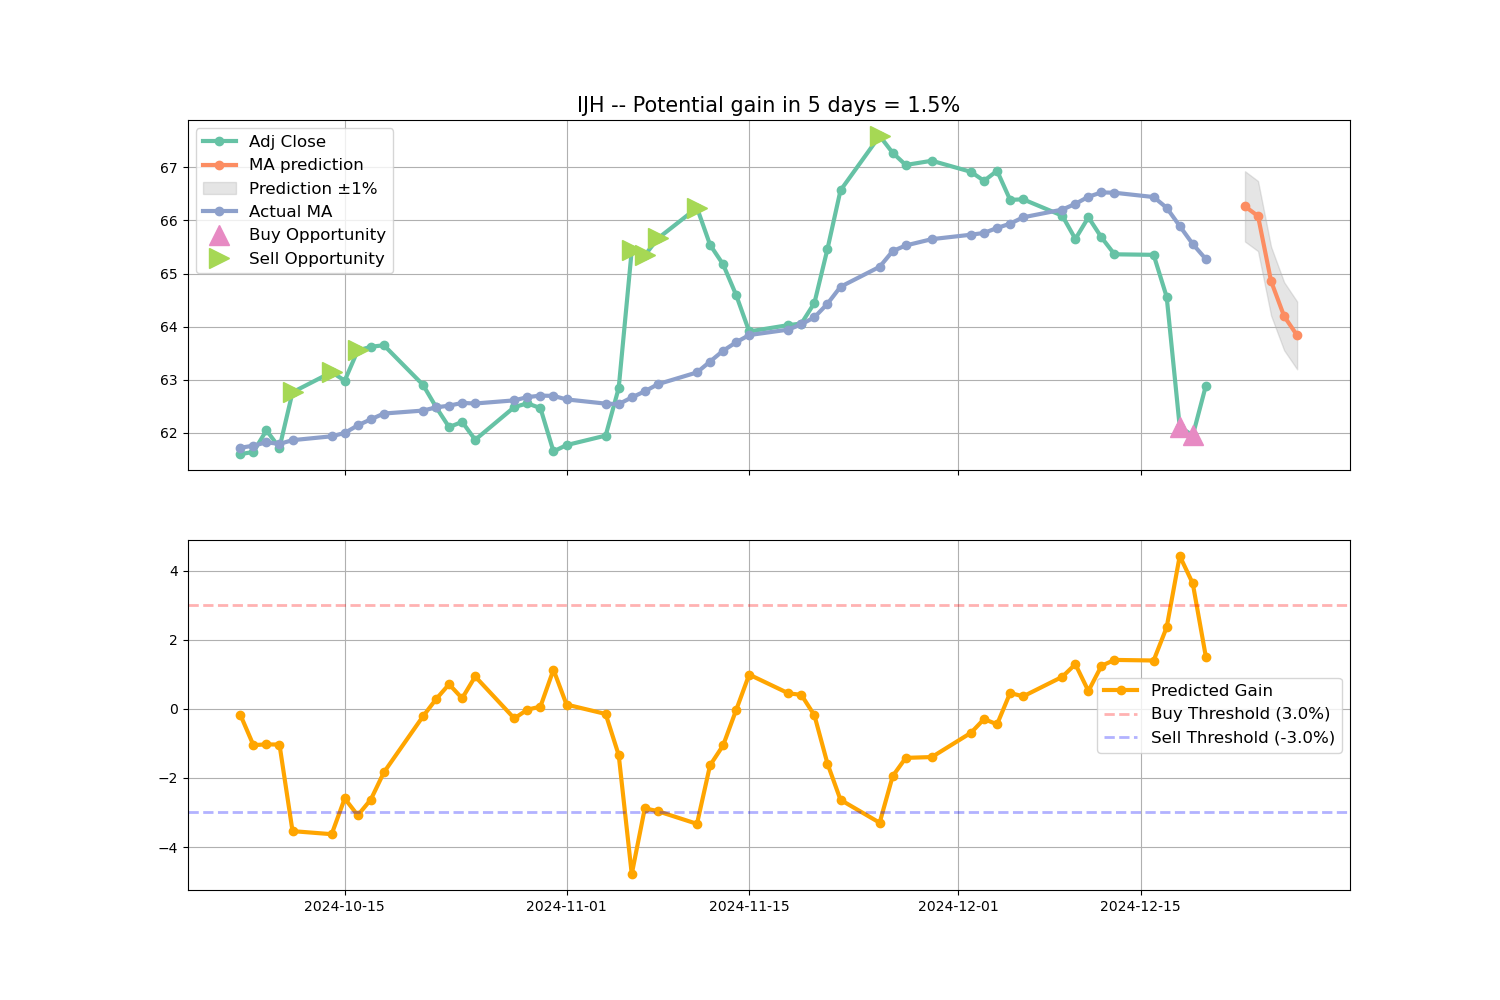 IJH -- Potential gain in 5 days = 1.5%
67
66
65
64
63
62
Adj Close
MA prediction
Prediction ±1%
Actual MA
Buy Opportunity
Sell Opportunity
4
2
0
−2
−4
Predicted Gain
Buy Threshold (3.0%)
Sell Threshold (-3.0%)
2024-10-15
2024-11-01
2024-11-15
2024-12-01
2024-12-15